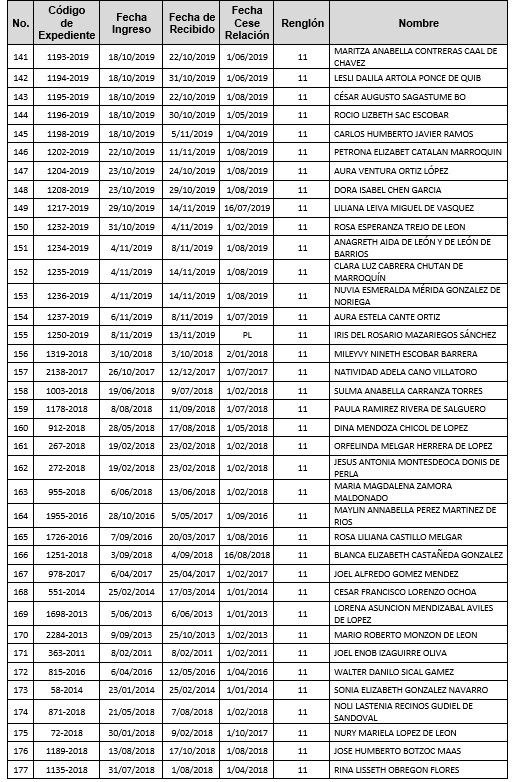 No. Código de Expediente Fecha Ingreso Fecha de Recibido Fecha Cese Relación Renglón Nombre
141 1193-2019 18/10/2019 22/10/2019 1/06/2019 11 MARITZA ANABELLA CONTRERAS CAAL DE CHAVEZ
142 1194-2019 18/10/2019 31/10/2019 1/06/2019 11 LESLI DALILA ARTOLA PONCE DE QUIB
143 1195-2019 18/10/2019 22/10/2019 1/08/2019 11 CÉSAR AUGUSTO SAGASTUME BO
144 1196-2019 18/10/2019 30/10/2019 1/05/2019 11 ROCIO LIZBETH SAC ESCOBAR
145 1198-2019 18/10/2019 5/11/2019 1/04/2019 11 CARLOS HUMBERTO JAVIER RAMOS
146 1202-2019 22/10/2019 11/11/2019 1/08/2019 11 PETRONA ELIZABET CATALAN MARROQUIN
147 1204-2019 23/10/2019 24/10/2019 1/08/2019 11 AURA VENTURA ORTIZ LÓPEZ
148 1208-2019 23/10/2019 29/10/2019 1/08/2019 11 DORA ISABEL CHEN GARCIA
149 1217-2019 29/10/2019 14/11/2019 16/07/2019 11 LILIANA LEIVA MIGUEL DE VASQUEZ
150 1232-2019 31/10/2019 4/11/2019 1/02/2019 11 ROSA ESPERANZA TREJO DE LEON
151 1234-2019 4/11/2019 8/11/2019 1/08/2019 11 ANAGRETH AIDA DE LEÓN Y DE LEÓN DE BARRIOS
152 1235-2019 4/11/2019 14/11/2019 1/08/2019 11 CLARA LUZ CABRERA CHUTAN DE MARROQUÍN
153 1236-2019 4/11/2019 14/11/2019 1/08/2019 11 NUVIA ESMERALDA MÉRIDA GONZALEZ DE NORIEGA
154 1237-2019 6/11/2019 8/11/2019 1/07/2019 11 AURA ESTELA CANTE ORTIZ
155 1250-2019 8/11/2019 13/11/2019 PL 11 IRIS DEL ROSARIO MAZARIEGOS SÁNCHEZ
156 1319-2018 3/10/2018 3/10/2018 2/01/2018 11 MILEYVY NINETH ESCOBAR BARRERA
157 2138-2017 26/10/2017 12/12/2017 1/07/2017 11 NATIVIDAD ADELA CANO VILLATORO
158 1003-2018 19/06/2018 9/07/2018 1/02/2018 11 SULMA ANABELLA CARRANZA TORRES
159 1178-2018 8/08/2018 11/09/2018 1/07/2018 11 PAULA RAMIREZ RIVERA DE SALGUERO
160 912-2018 28/05/2018 17/08/2018 1/05/2018 11 DINA MENDOZA CHICOL DE LOPEZ
161 267-2018 19/02/2018 23/02/2018 1/02/2018 11 ORFELINDA MELGAR HERRERA DE LOPEZ
162 272-2018 19/02/2018 23/02/2018 1/02/2018 11 JESUS ANTONIA MONTESDEOCA DONIS DE PERLA
163 955-2018 6/06/2018 13/06/2018 1/02/2018 11 MARIA MAGDALENA ZAMORA MALDONADO
164 1955-2016 28/10/2016 5/05/2017 1/09/2016 11 MAYLIN ANNABELLA PEREZ MARTINEZ DE RIOS
165 1726-2016 7/09/2016 20/03/2017 1/08/2016 11 ROSA LILIANA CASTILLO MELGAR
166 1251-2018 3/09/2018 4/09/2018 16/08/2018 11 BLANCA ELIZABETH CASTAÑEDA GONZALEZ
167 978-2017 6/04/2017 25/04/2017 1/02/2017 11 JOEL ALFREDO GOMEZ MENDEZ
168 551-2014 25/02/2014 17/03/2014 1/01/2014 11 CESAR FRANCISCO LORENZO OCHOA
169 1698-2013 5/06/2013 6/06/2013 1/01/2013 11 LORENA ASUNCION MENDIZABAL AVILES DE LOPEZ
170 2284-2013 9/09/2013 25/10/2013 1/02/2013 11 MARIO ROBERTO MONZON DE LEON
171 363-2011 8/02/2011 8/02/2011 1/02/2011 11 JOEL ENOB IZAGUIRRE OLIVA
172 815-2016 6/04/2016 12/05/2016 1/04/2016 11 WALTER DANILO SICAL GAMEZ
173 58-2014 23/01/2014 25/02/2014 1/01/2014 11 SONIA ELIZABETH GONZALEZ NAVARRO
174 871-2018 21/05/2018 7/08/2018 1/02/2018 11 NOLI LASTENIA RECINOS GUDIEL DE SANDOVAL
175 72-2018 30/01/2018 9/02/2018 1/10/2017 11 NURY MARIELA LOPEZ DE LEON
176 1189-2018 13/08/2018 17/10/2018 1/08/2018 11 JOSE HUMBERTO BOTZOC MAAS
177 1135-2018 31/07/2018 1/08/2018 1/04/2018 11 RINA LISSETH OBREGON FLORES